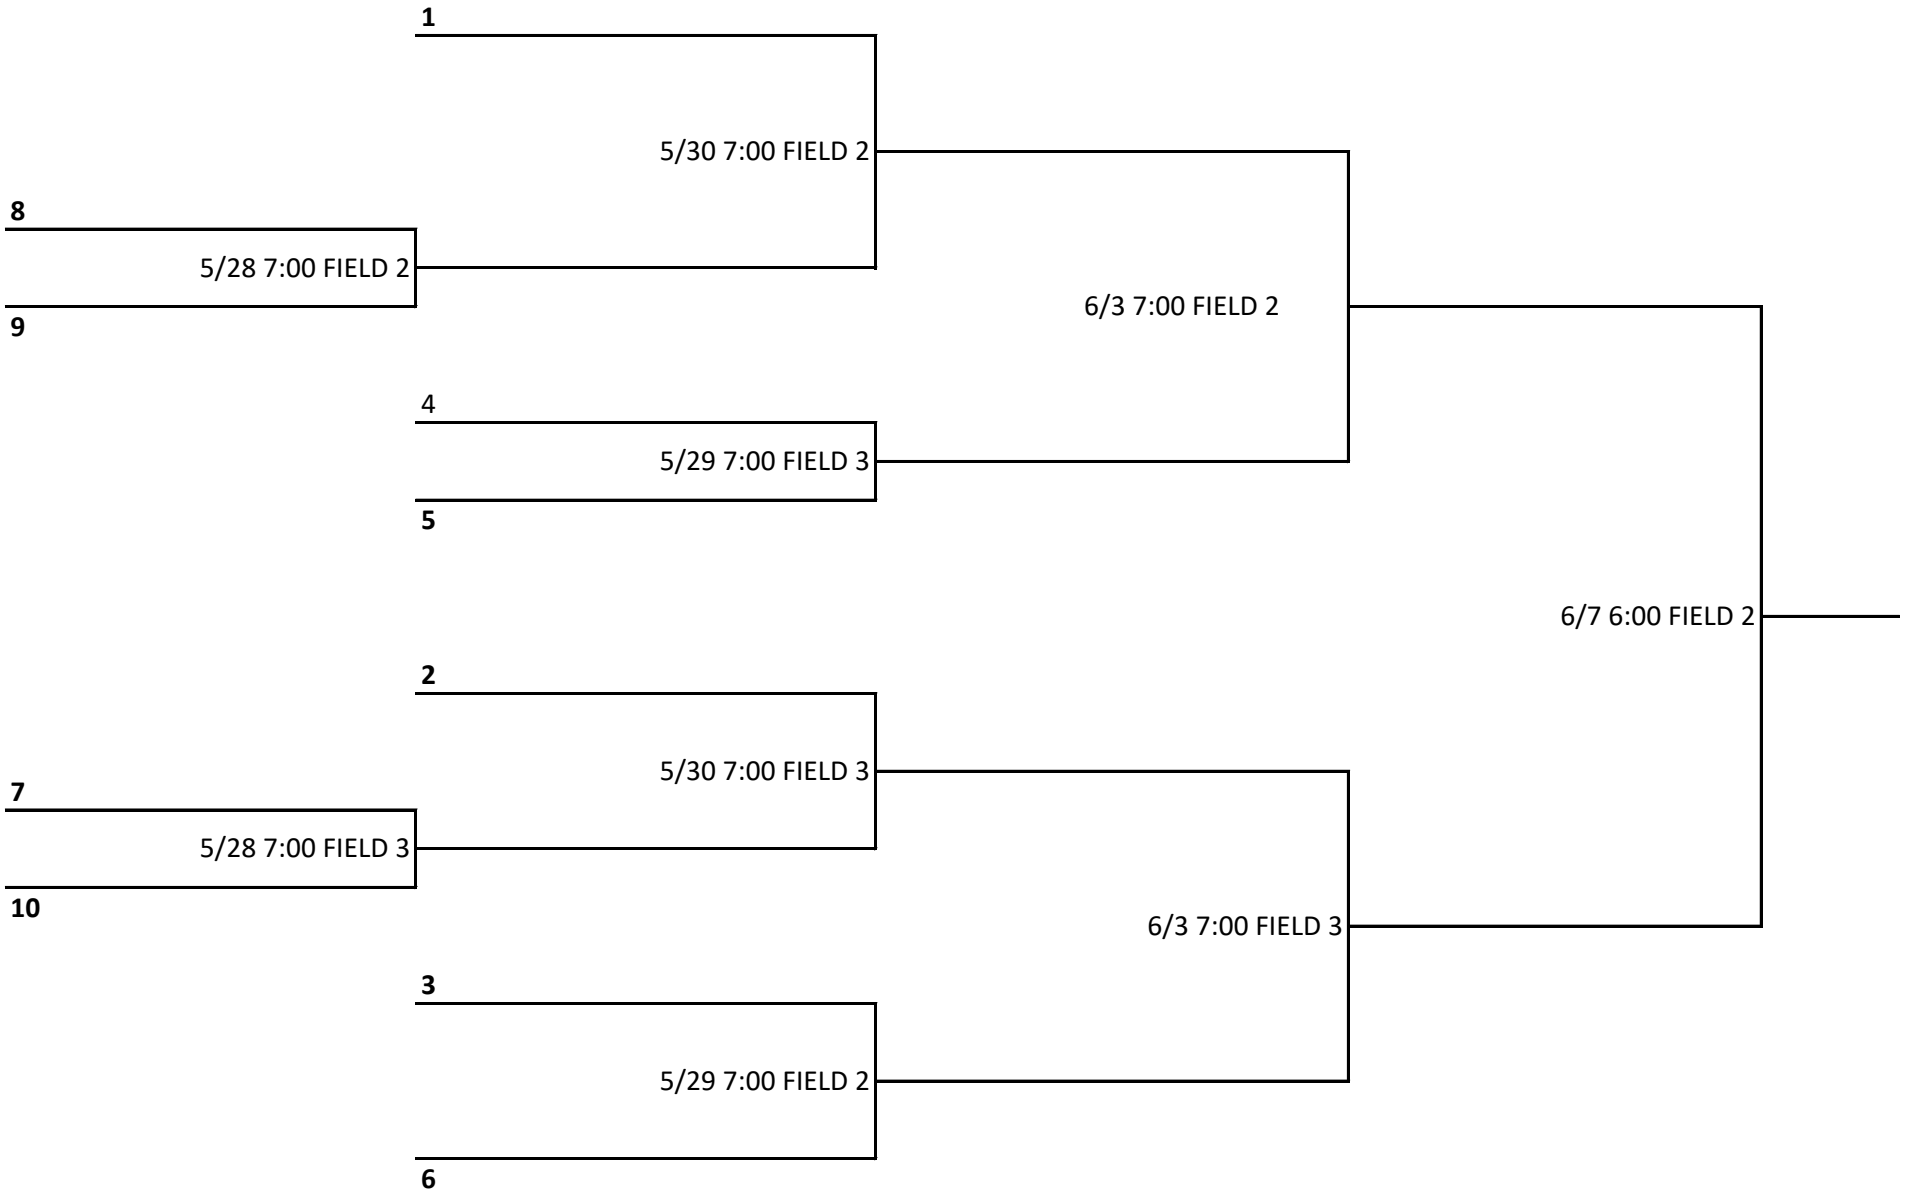 1
5/30 7:00 FIELD 2
8
5/28 7:00 FIELD 2
6/3 7:00 FIELD 2
9
4
5/29 7:00 FIELD 3
5
6/7 6:00 FIELD 2
2
5/30 7:00 FIELD 3
7
5/28 7:00 FIELD 3
10
6/3 7:00 FIELD 3
3
5/29 7:00 FIELD 2
6